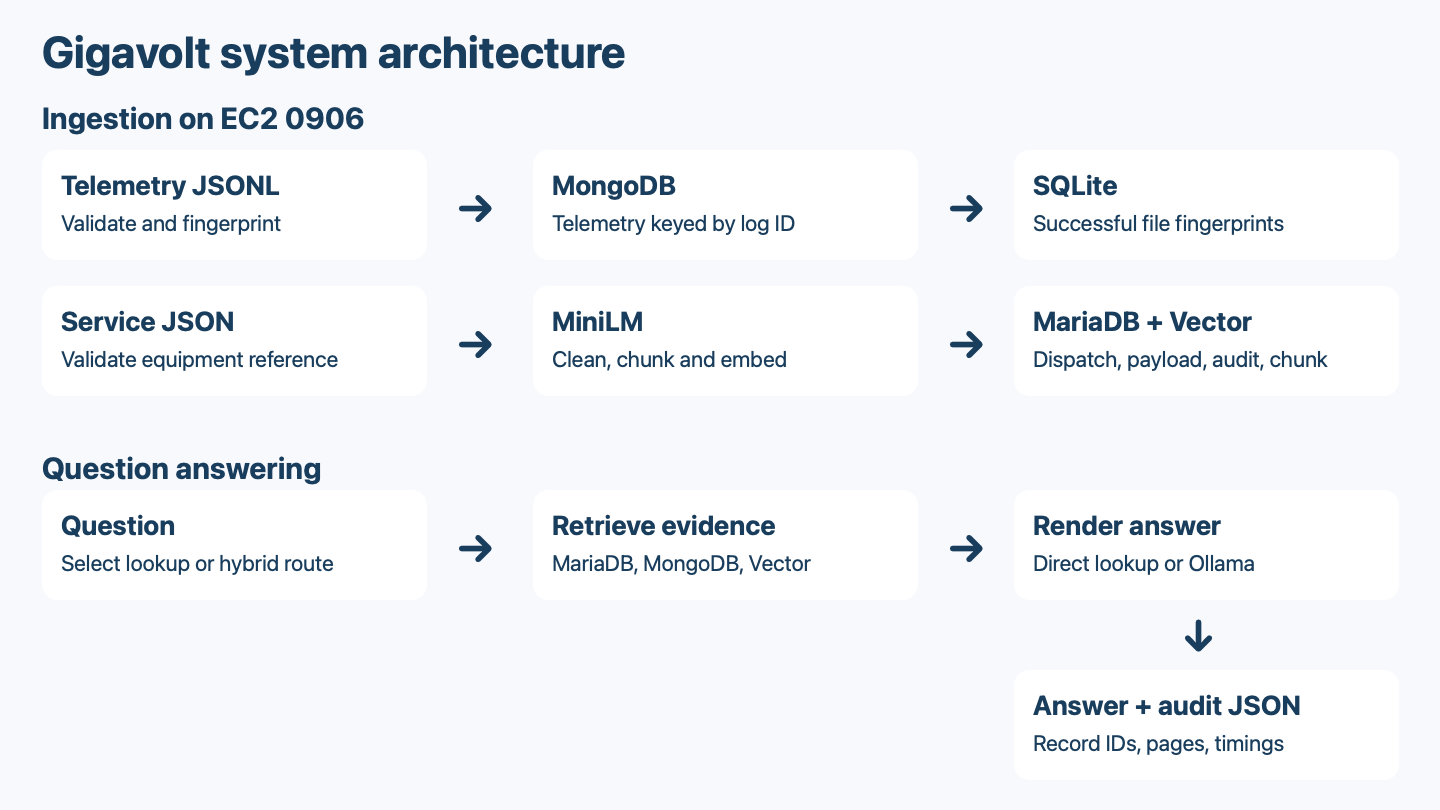 Gigavolt system architecture
Ingestion on EC2 0906
Telemetry JSONL
Validate and fingerprint
MongoDB
Telemetry keyed by log ID
SQLite
Successful file fingerprints
Service JSON
Validate equipment reference
MiniLM
Clean, chunk and embed
MariaDB + Vector
Dispatch, payload, audit, chunk
Question answering
Question
Select lookup or hybrid route
Retrieve evidence
MariaDB, MongoDB, Vector
Render answer
Direct lookup or Ollama
Answer + audit JSON
Record IDs, pages, timings